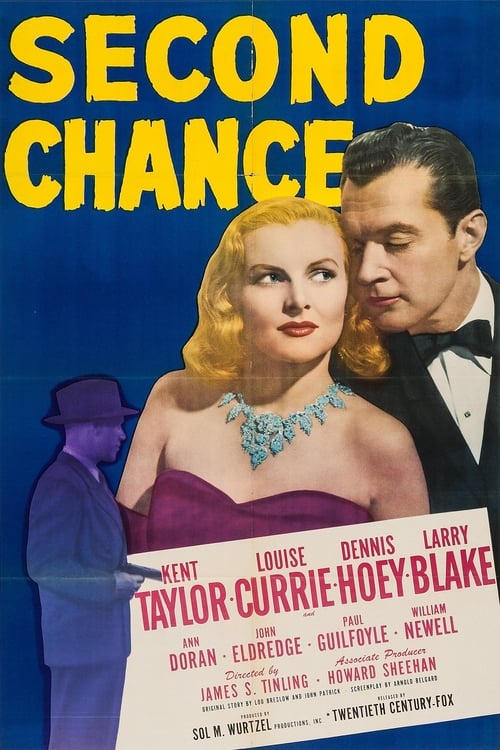 SECOND
CHANCE
KENT TAYLOR · LOUISE CURRIE · DENNIS HOEY · and LARRY BLAKE
ANN DORAN · JOHN ELDREDGE · PAUL GUILFOYLE · WILLIAM NEWELL
Directed by JAMES S. TINLING · Associate Producer HOWARD SHEEHAN
ORIGINAL STORY BY LOU BRESLOW AND JOHN PATRICK · SCREENPLAY BY ARNOLD BELGARD
PRODUCED BY SOL M. WURTZEL PRODUCTIONS, INC. · RELEASED BY TWENTIETH CENTURY-FOX